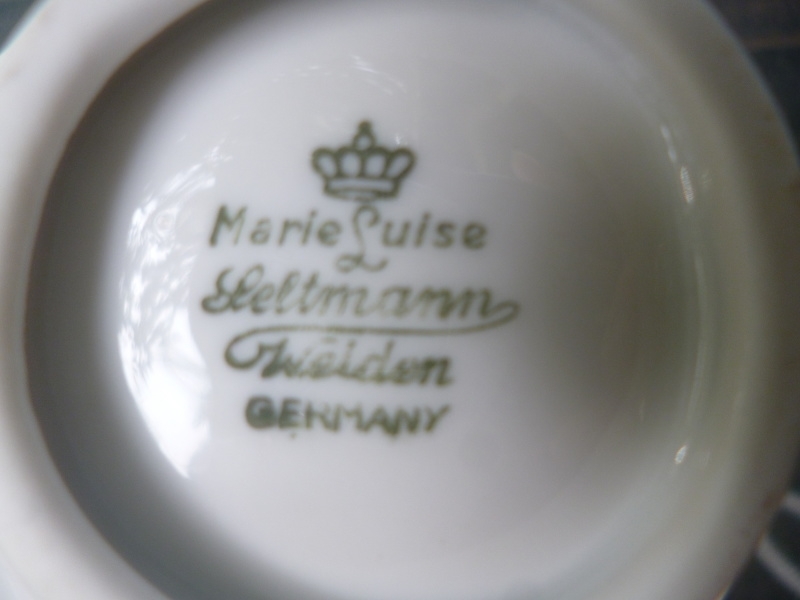 Marie Luise
Seltmann
Weiden
GERMANY